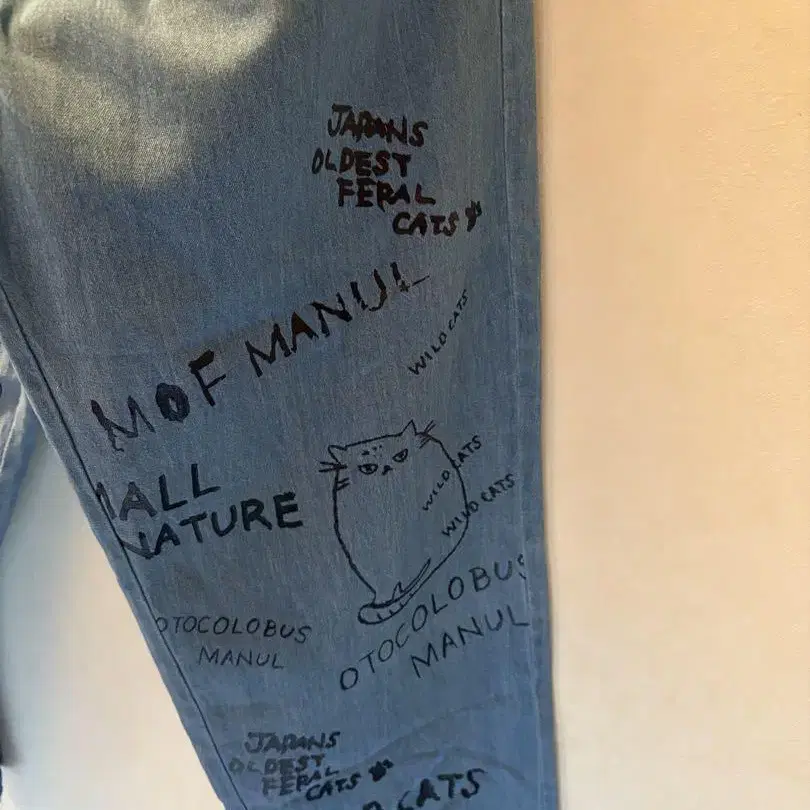 JAPANS
OLDEST
FERAL
CATS
MOF MANUL
WILD CATS
WILD CATS
WILD CATS
ALL
NATURE
OTOCOLOBUS
MANUL
OTOCOLOBUS
MANUL
JAPANS
OLDEST
FERAL
CATS
CATS